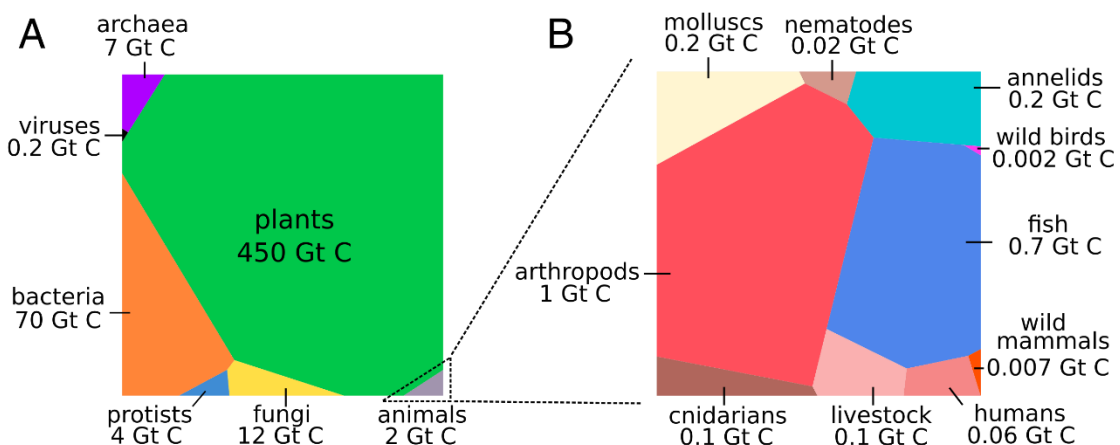 A
archaea
7 Gt C
viruses
0.2 Gt C
plants
450 Gt C
bacteria
70 Gt C
protists
4 Gt C
fungi
12 Gt C
animals
2 Gt C
B
molluscs
0.2 Gt C
nematodes
0.02 Gt C
annelids
0.2 Gt C
wild birds
0.002 Gt C
fish
0.7 Gt C
arthropods
1 Gt C
wild
mammals
0.007 Gt C
cnidarians
0.1 Gt C
livestock
0.1 Gt C
humans
0.06 Gt C